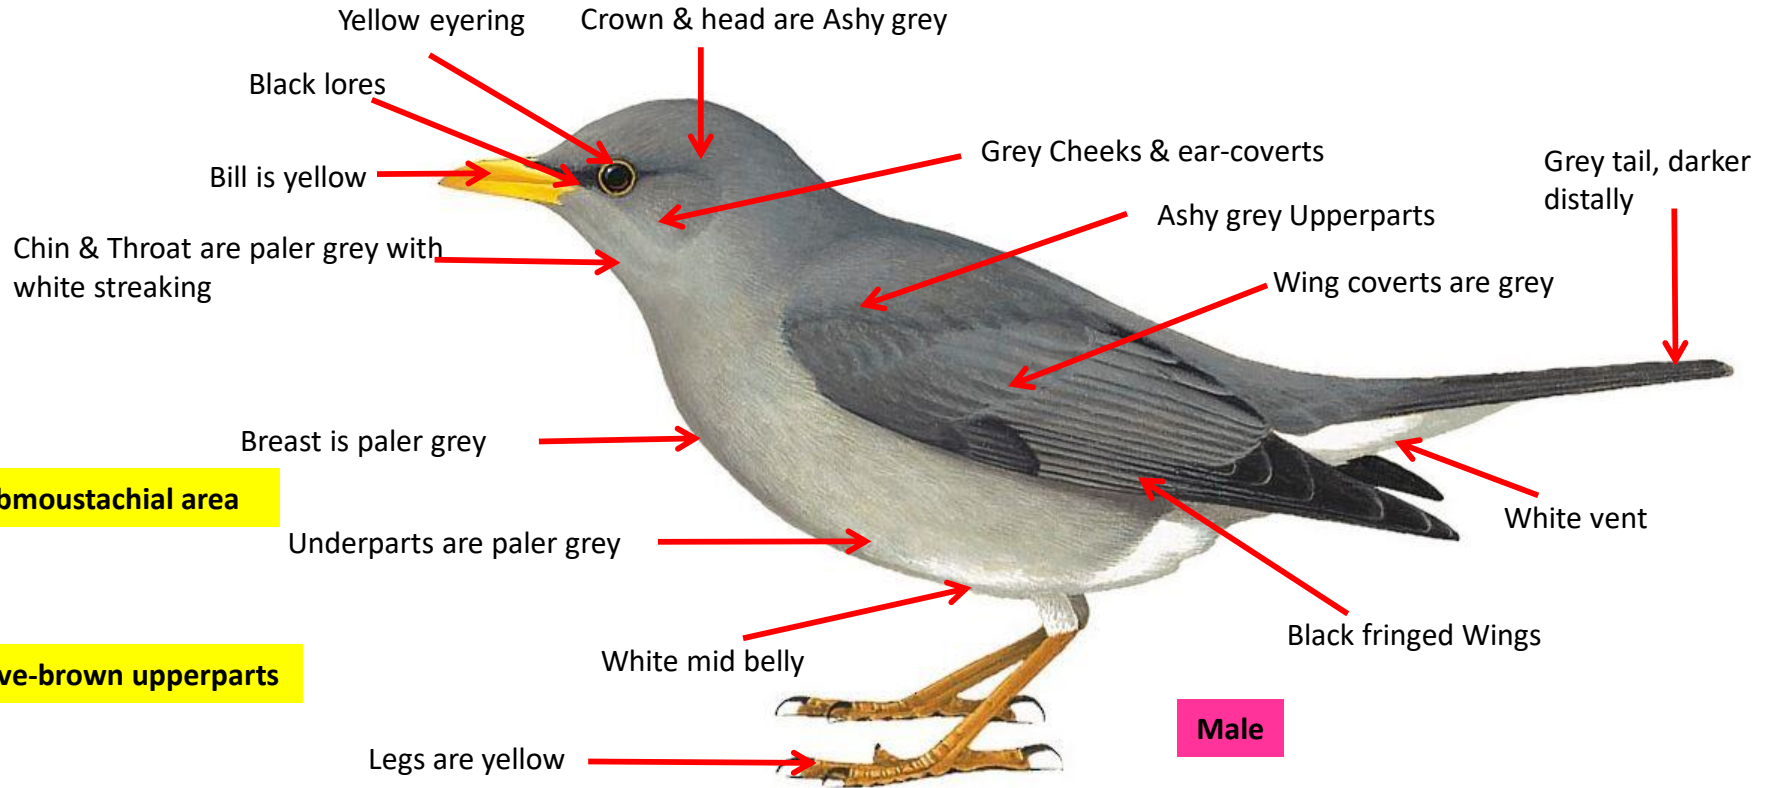 Yellow eyering
Crown & head are Ashy grey
Black lores
Bill is yellow
Grey Cheeks & ear-coverts
Grey tail, darker
distally
Ashy grey Upperparts
Chin & Throat are paler grey with
white streaking
Wing coverts are grey
Breast is paler grey
area
White vent
Underparts are paler grey
Black fringed Wings
White mid belly
upperparts
Male
Legs are yellow